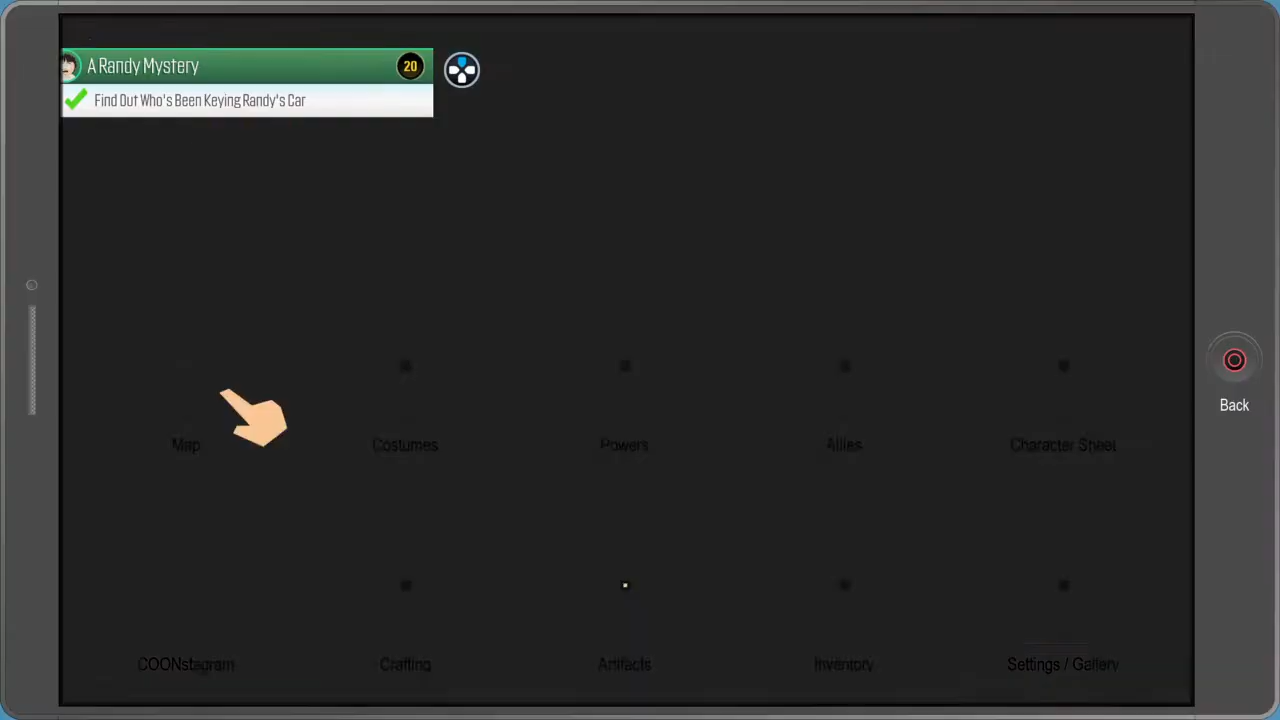 A Randy Mystery 20
Find Out Who's Been Keying Randy's Car
Back
Map Costumes Powers Allies Character Sheet
COONstagram Crafting Artifacts Inventory Settings / Gallery